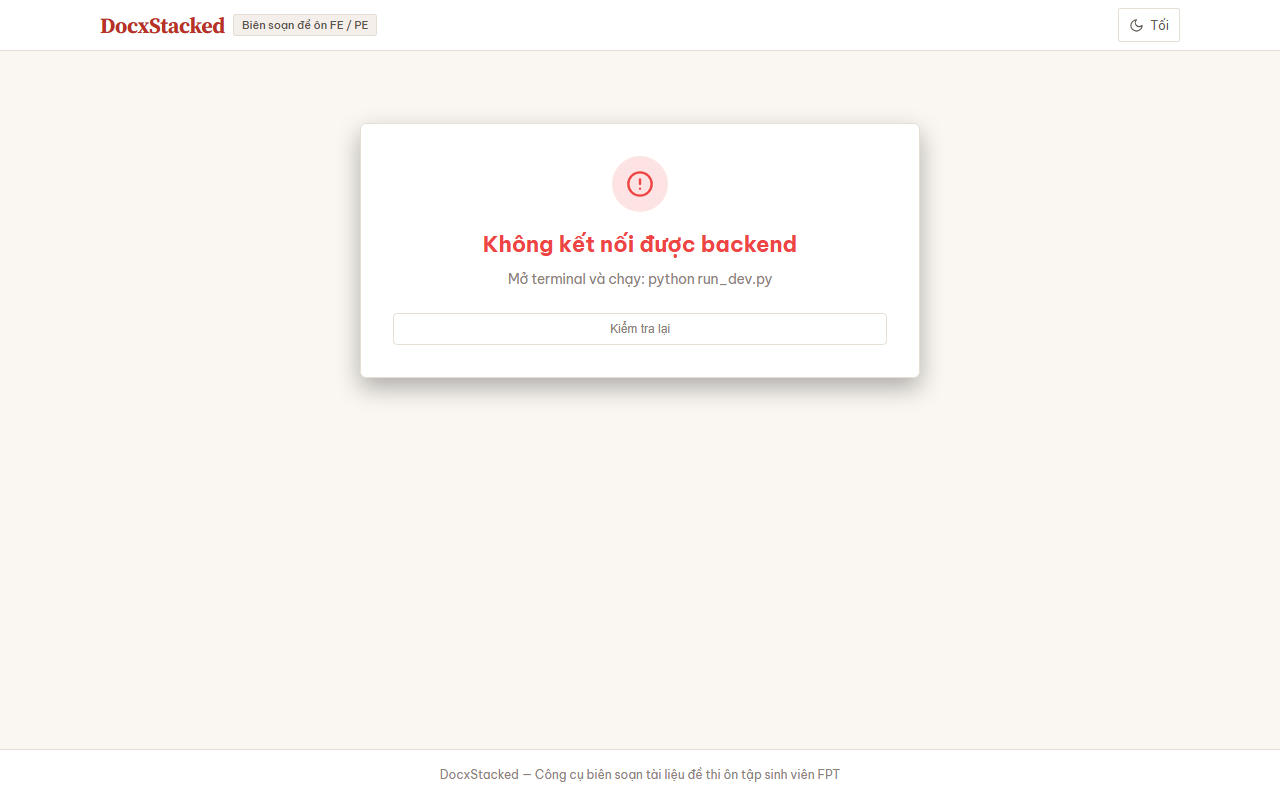 DocxStacked
Biên soạn đề ôn FE / PE
Tối
Không kết nối được backend
Mở terminal và chạy: python run_dev.py
Kiểm tra lại
DocxStacked — Công cụ biên soạn tài liệu đề thi ôn tập sinh viên FPT